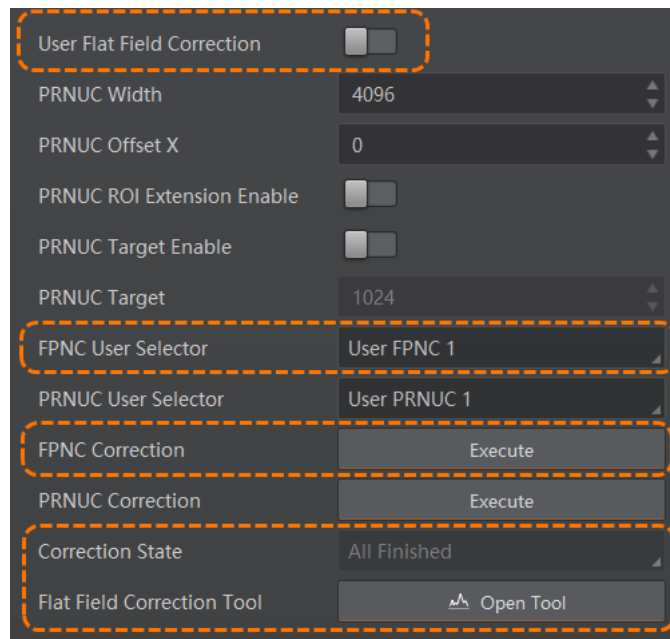 User Flat Field Correction
PRNUC Width 4096
PRNUC Offset X 0
PRNUC ROI Extension Enable
PRNUC Target Enable
PRNUC Target 1024
FPNC User Selector User FPNC 1
PRNUC User Selector User PRNUC 1
FPNC Correction Execute
PRNUC Correction Execute
Correction State All Finished
Flat Field Correction Tool Open Tool